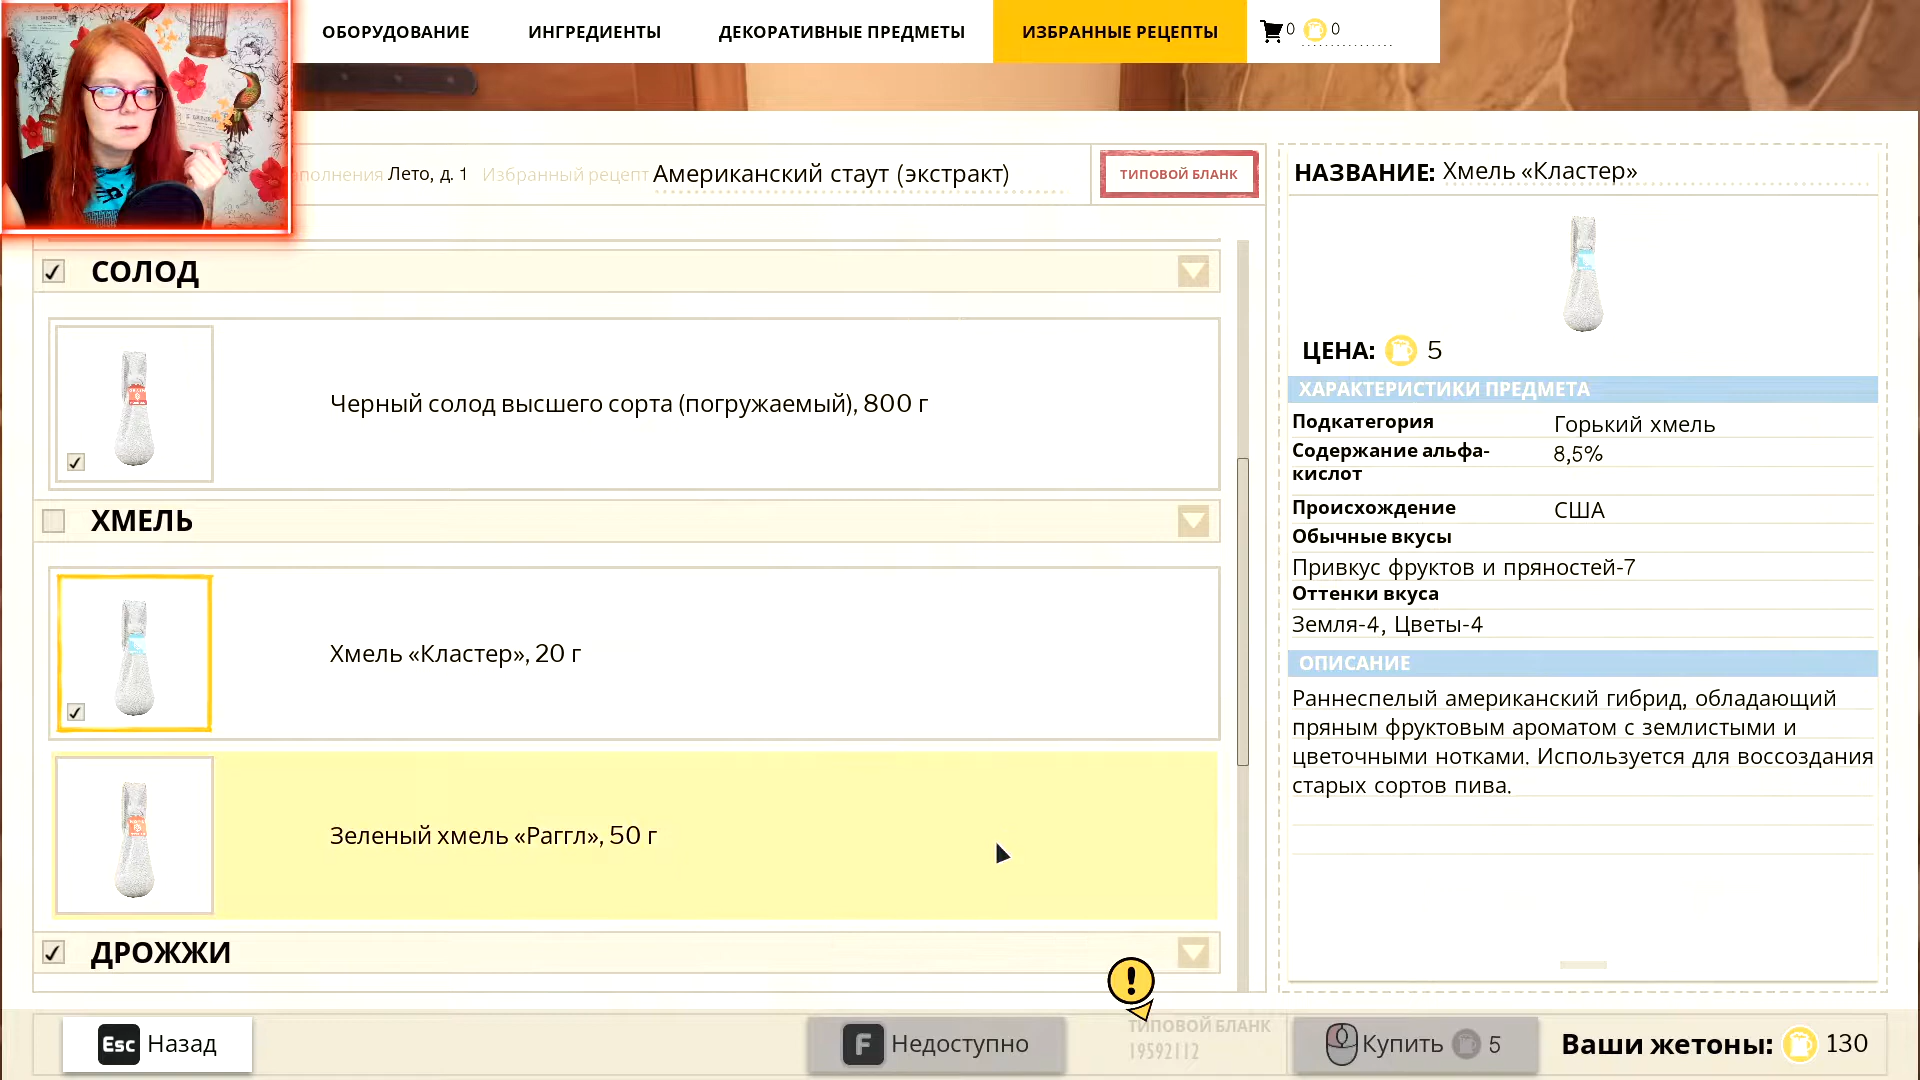 ОБОРУДОВАНИЕ
ИНГРЕДИЕНТЫ
ДЕКОРАТИВНЫЕ ПРЕДМЕТЫ
ИЗБРАННЫЕ РЕЦЕПТЫ
0
0
Лето, д. 1
Избранный рецепт
Американский стаут (экстракт)
ТИПОВОЙ БЛАНК
СОЛОД
Черный солод высшего сорта (погружаемый), 800 г
ХМЕЛЬ
Хмель «Кластер», 20 г
Зеленый хмель «Раггл», 50 г
ДРОЖЖИ
НАЗВАНИЕ: Хмель «Кластер»
ЦЕНА: 5
ХАРАКТЕРИСТИКИ ПРЕДМЕТА
Подкатегория Горький хмель
Содержание альфа- 8,5%
кислот
Происхождение США
Обычные вкусы
Привкус фруктов и пряностей-7
Оттенки вкуса
Земля-4, Цветы-4
ОПИСАНИЕ
Раннеспелый американский гибрид, обладающий
пряным фруктовым ароматом с землистыми и
цветочными нотками. Используется для воссоздания
старых сортов пива.
Esc Назад
F Недоступно
ТИПОВОЙ БЛАНК
19592112
Купить 5
Ваши жетоны: 130